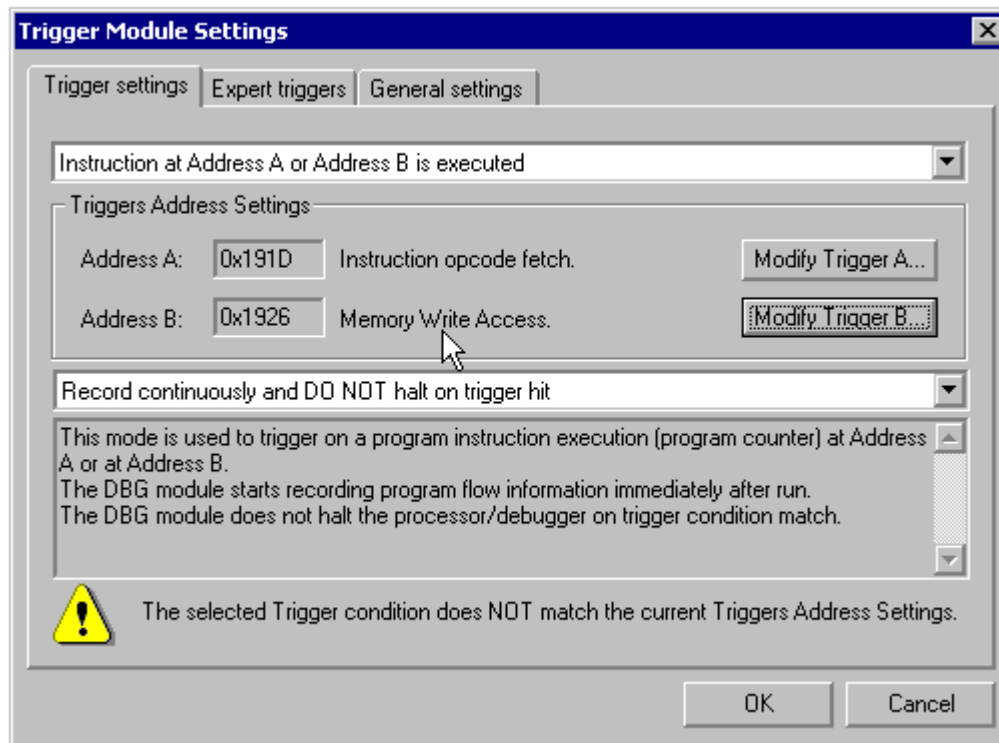 Trigger Module Settings
Trigger settings
Expert triggers
General settings
Instruction at Address A or Address B is executed
Triggers Address Settings
Address A: 0x191D Instruction opcode fetch. Modify Trigger A...
Address B: 0x1926 Memory Write Access. Modify Trigger B...
Record continuously and DO NOT halt on trigger hit
This mode is used to trigger on a program instruction execution (program counter) at Address
A or at Address B.
The DBG module starts recording program flow information immediately after run.
The DBG module does not halt the processor/debugger on trigger condition match.
The selected Trigger condition does NOT match the current Triggers Address Settings.
OK Cancel